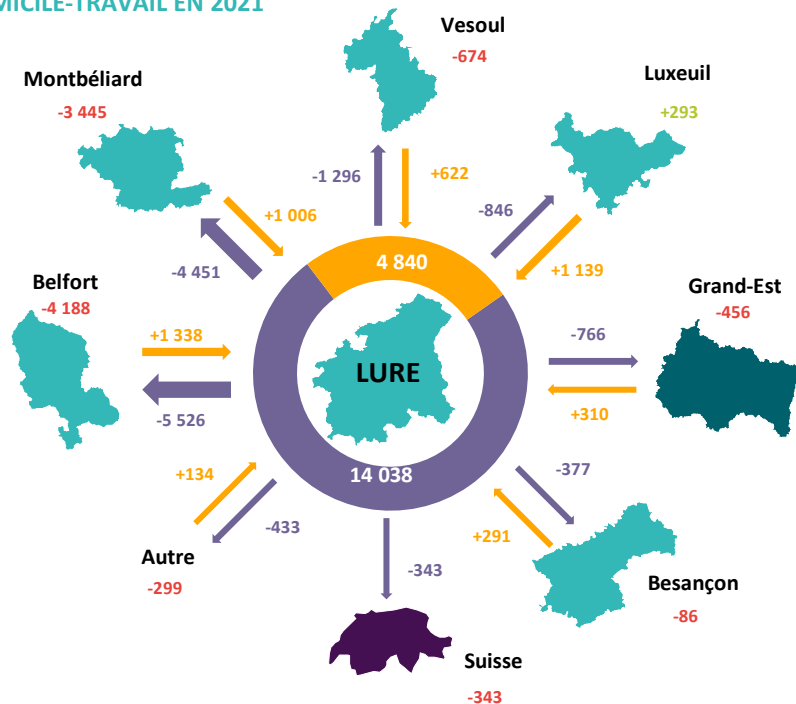 MICILE-TRAVAIL EN 2021
Vesoul
-674
Montbéliard
-3 445
Luxeuil
+293
-1 296
+622
+1 006
-846
-4 451
4 840
+1 139
Belfort
-4 188
Grand-Est
-456
+1 338
-766
LURE
-5 526
+310
+134
14 038
-377
-433
+291
Autre
-299
-343
Besançon
-86
Suisse
-343